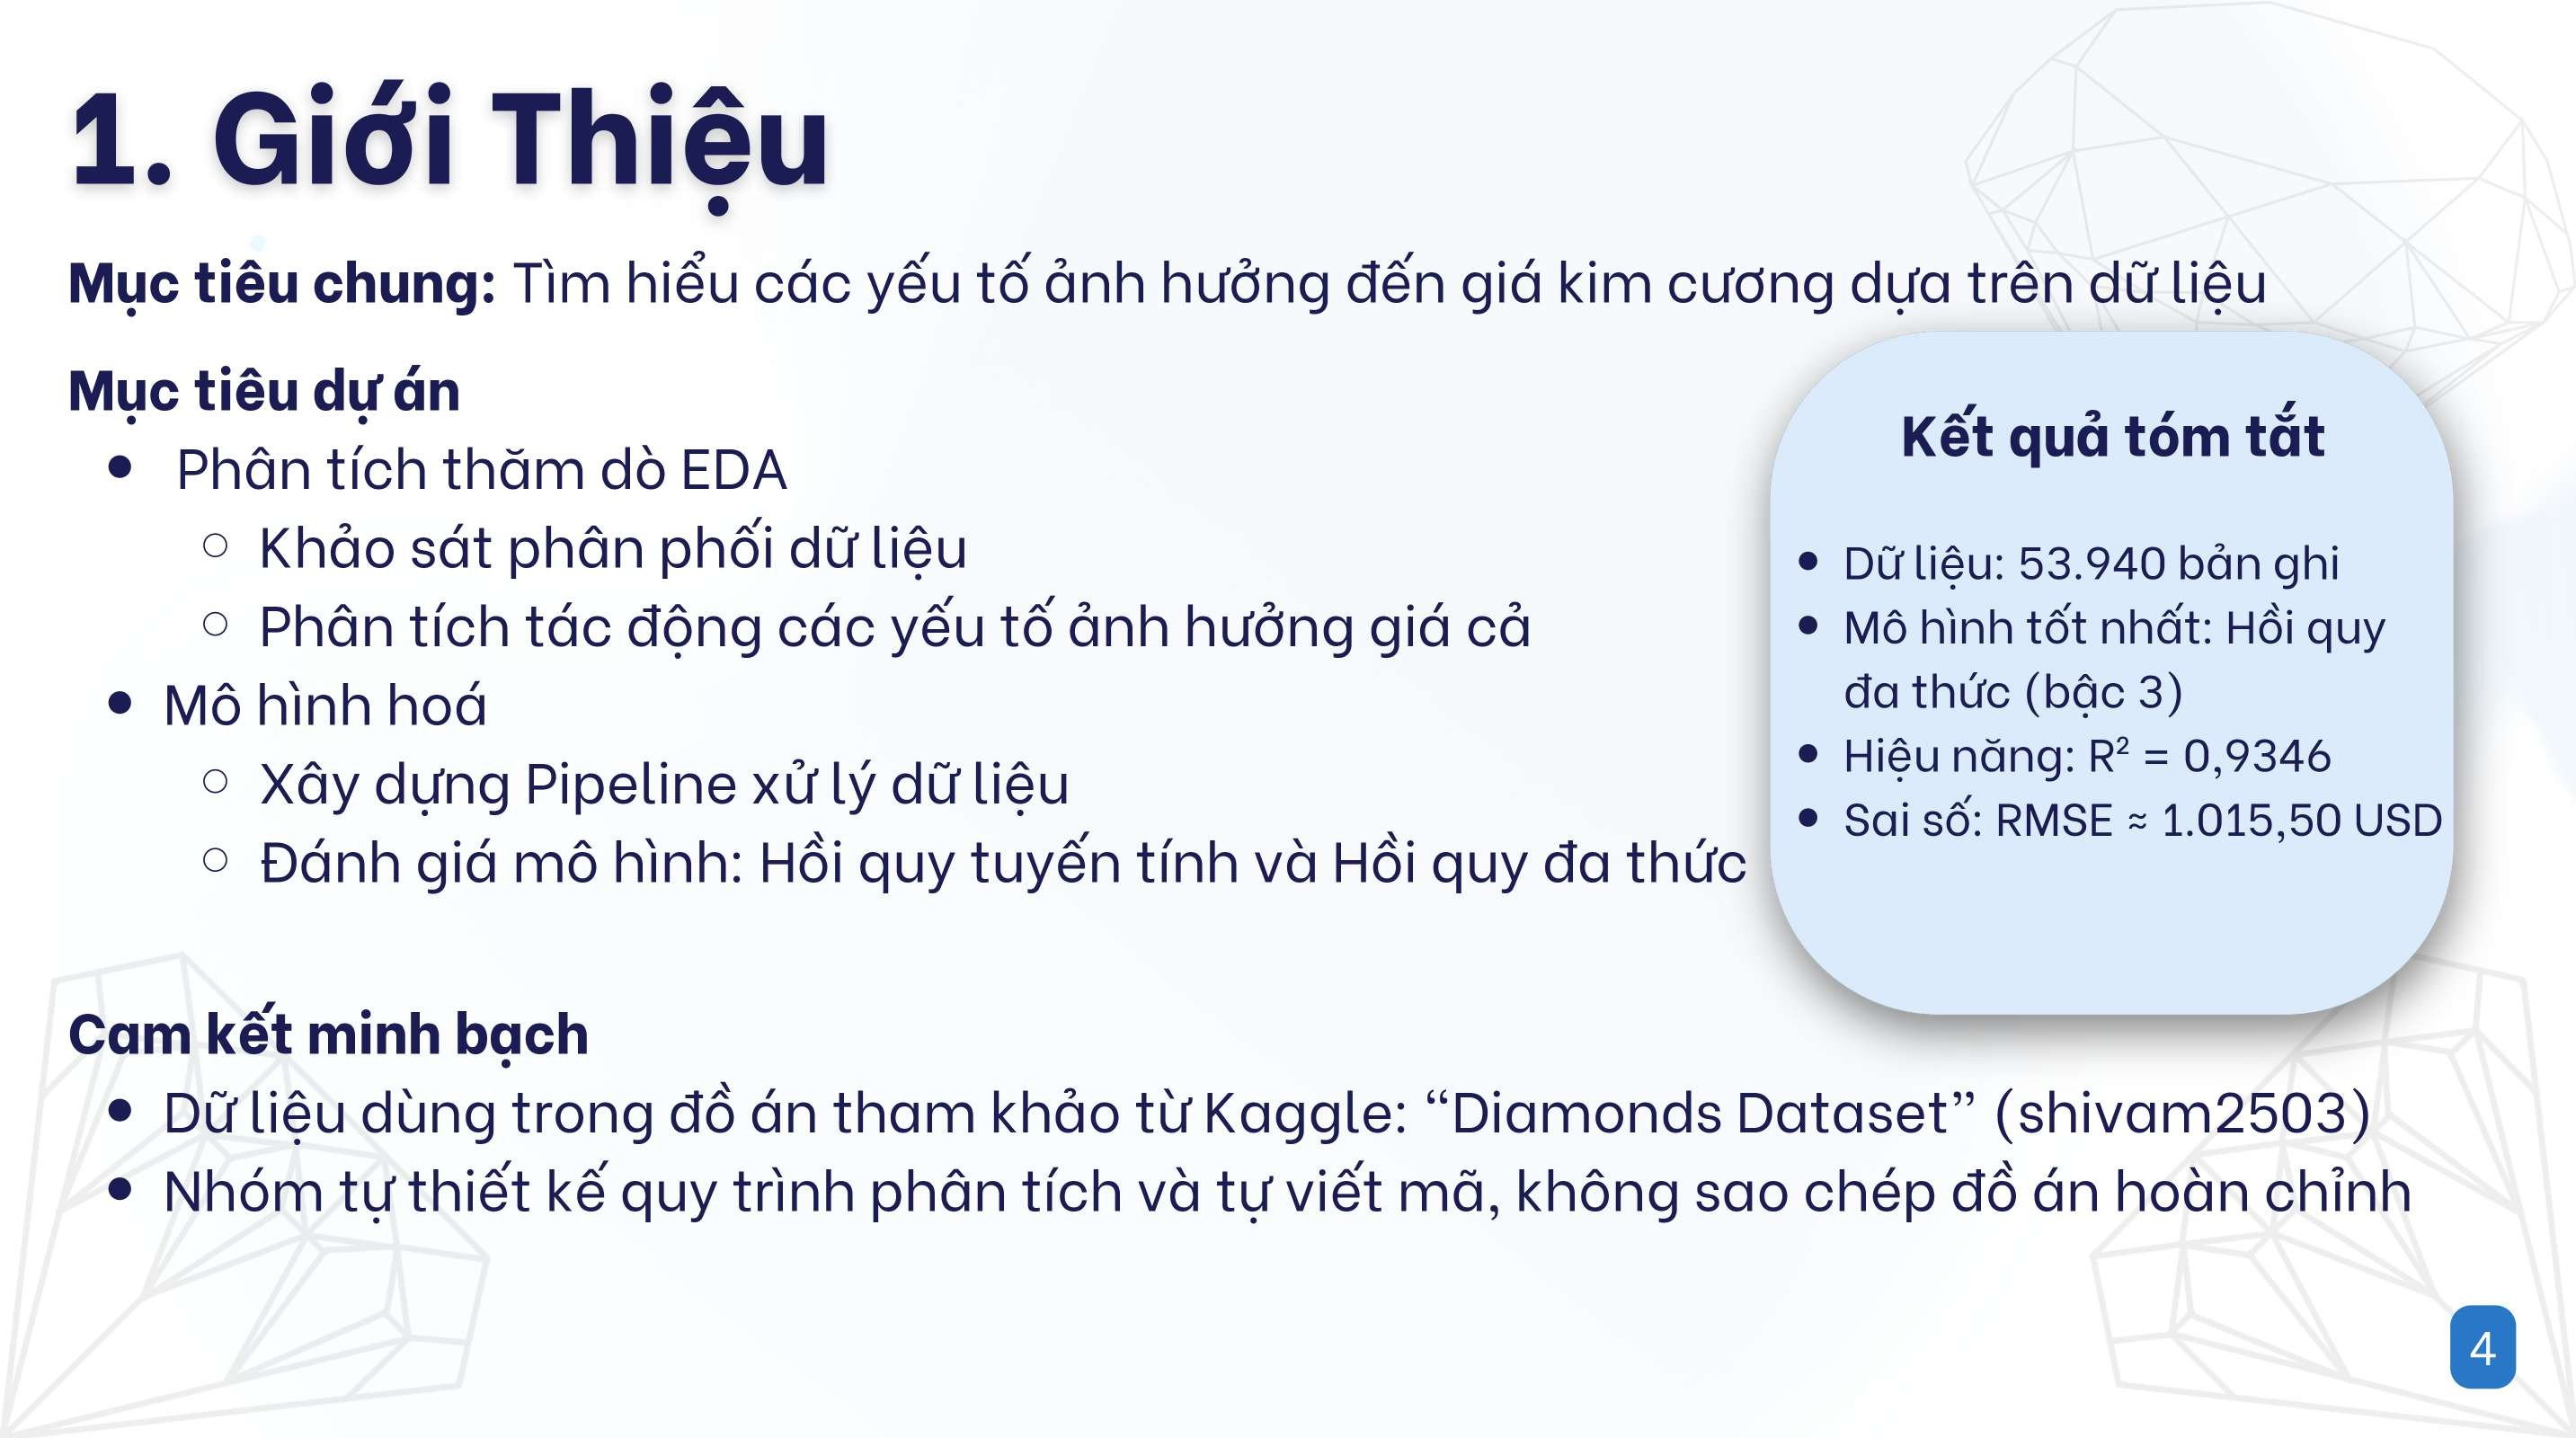 1. Giới Thiệu
Mục tiêu chung: Tìm hiểu các yếu tố ảnh hưởng đến giá kim cương dựa trên dữ liệu
Mục tiêu dự án
• Phân tích thăm dò EDA
○ Khảo sát phân phối dữ liệu
○ Phân tích tác động các yếu tố ảnh hưởng giá cả
• Mô hình hoá
○ Xây dựng Pipeline xử lý dữ liệu
○ Đánh giá mô hình: Hồi quy tuyến tính và Hồi quy đa thức
Kết quả tóm tắt
• Dữ liệu: 53.940 bản ghi
• Mô hình tốt nhất: Hồi quy
đa thức (bậc 3)
• Hiệu năng: R² = 0,9346
• Sai số: RMSE ≈ 1.015,50 USD
Cam kết minh bạch
• Dữ liệu dùng trong đồ án tham khảo từ Kaggle: “Diamonds Dataset” (shivam2503)
• Nhóm tự thiết kế quy trình phân tích và tự viết mã, không sao chép đồ án hoàn chỉnh
4